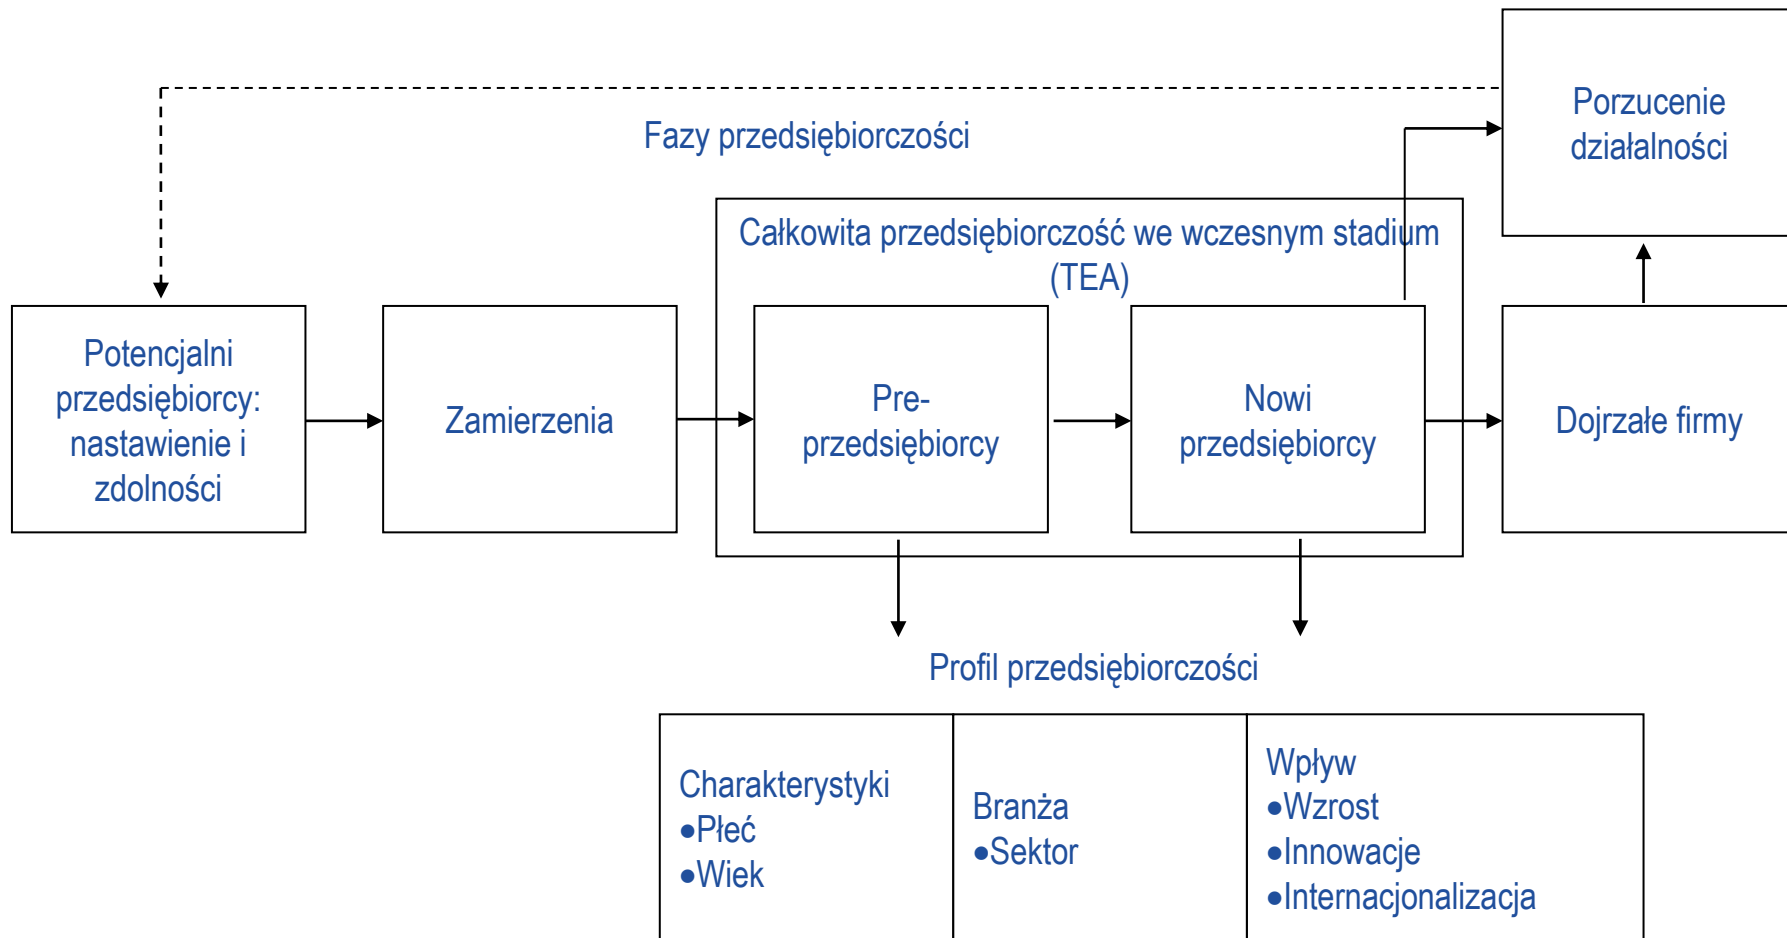 Porzucenie
działalności
Fazy przedsiębiorczości
Całkowita przedsiębiorczość we wczesnym stadium
(TEA)
Potencjalni
przedsiębiorcy:
nastawienie i
zdolności
Zamierzenia
Pre-
przedsiębiorcy
Nowi
przedsiębiorcy
Dojrzałe firmy
Profil przedsiębiorczości
Charakterystyki
•Płeć
•Wiek
Branża
•Sektor
Wpływ
•Wzrost
•Innowacje
•Internacjonalizacja